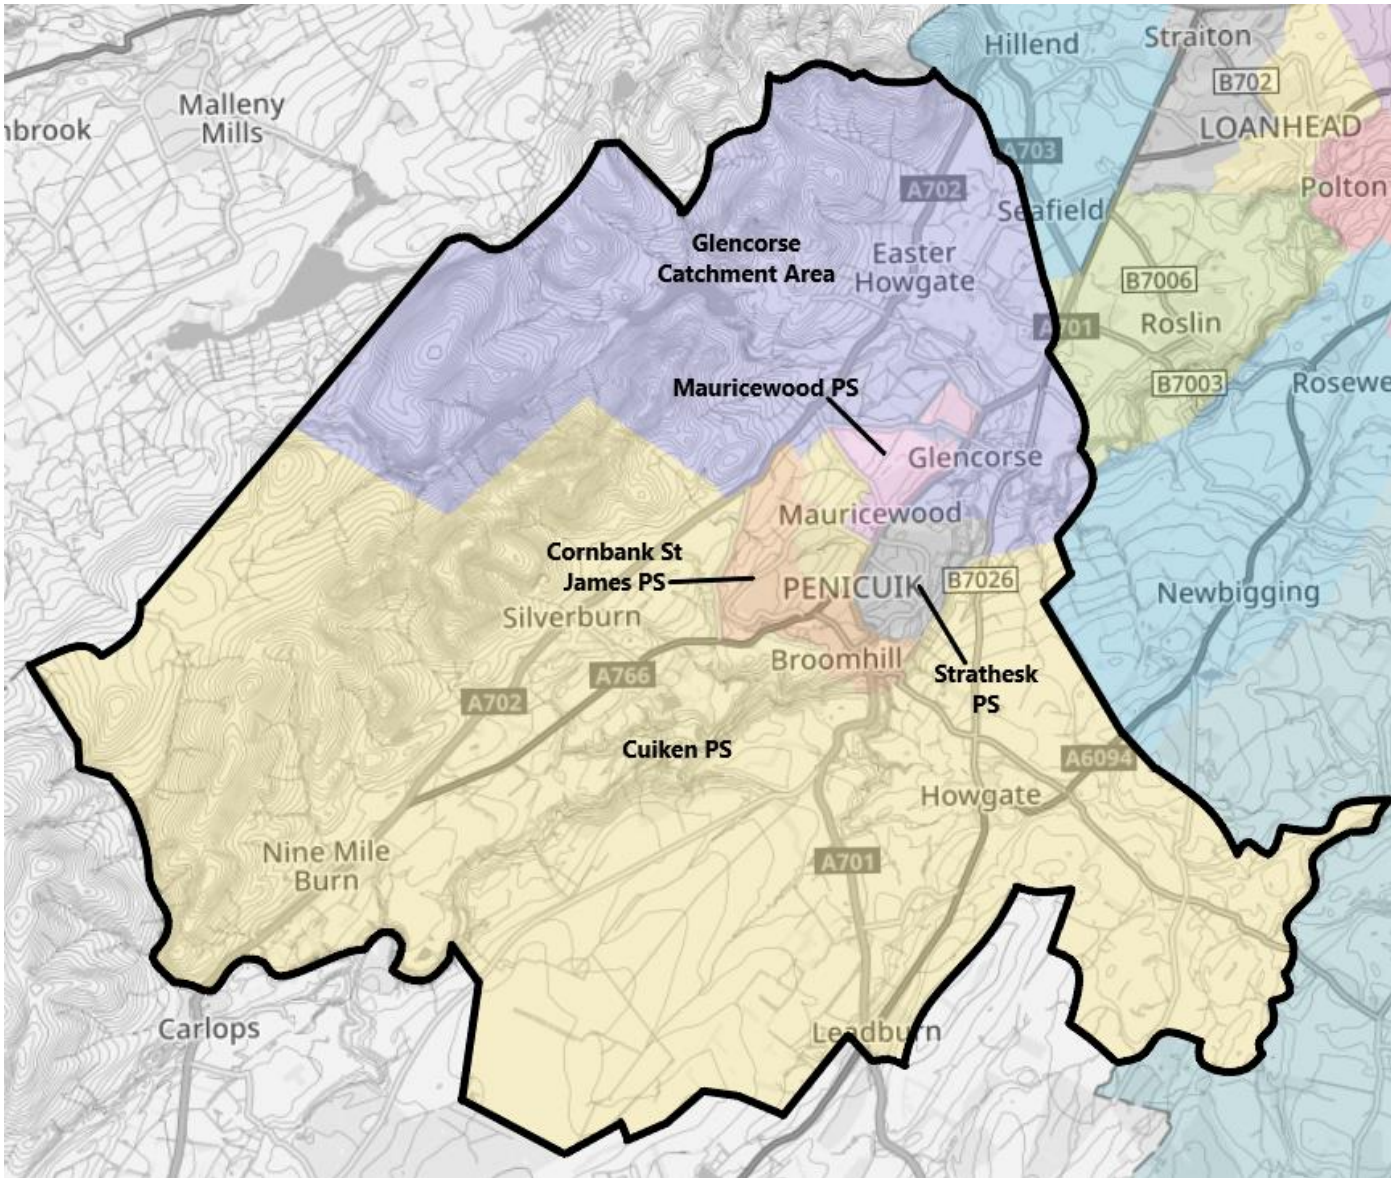 Hillend
Straiton
B702
Malleny
Mills
nbrook
LOANHEAD
A703
Polton
A702
Seafield
Glencorse
Catchment Area
Easter
Howgate
B7006
A701
Roslin
Mauricewood PS
B7003
Rosewe
Glencorse
Mauricewood
Cornbank St
James PS
PENICUIK
B7026
Newbigging
Silverburn
Broomhill
A766
Strathesk
PS
A702
Cuiken PS
A6094
Howgate
Nine Mile
Burn
A701
Carlops
Leadburn